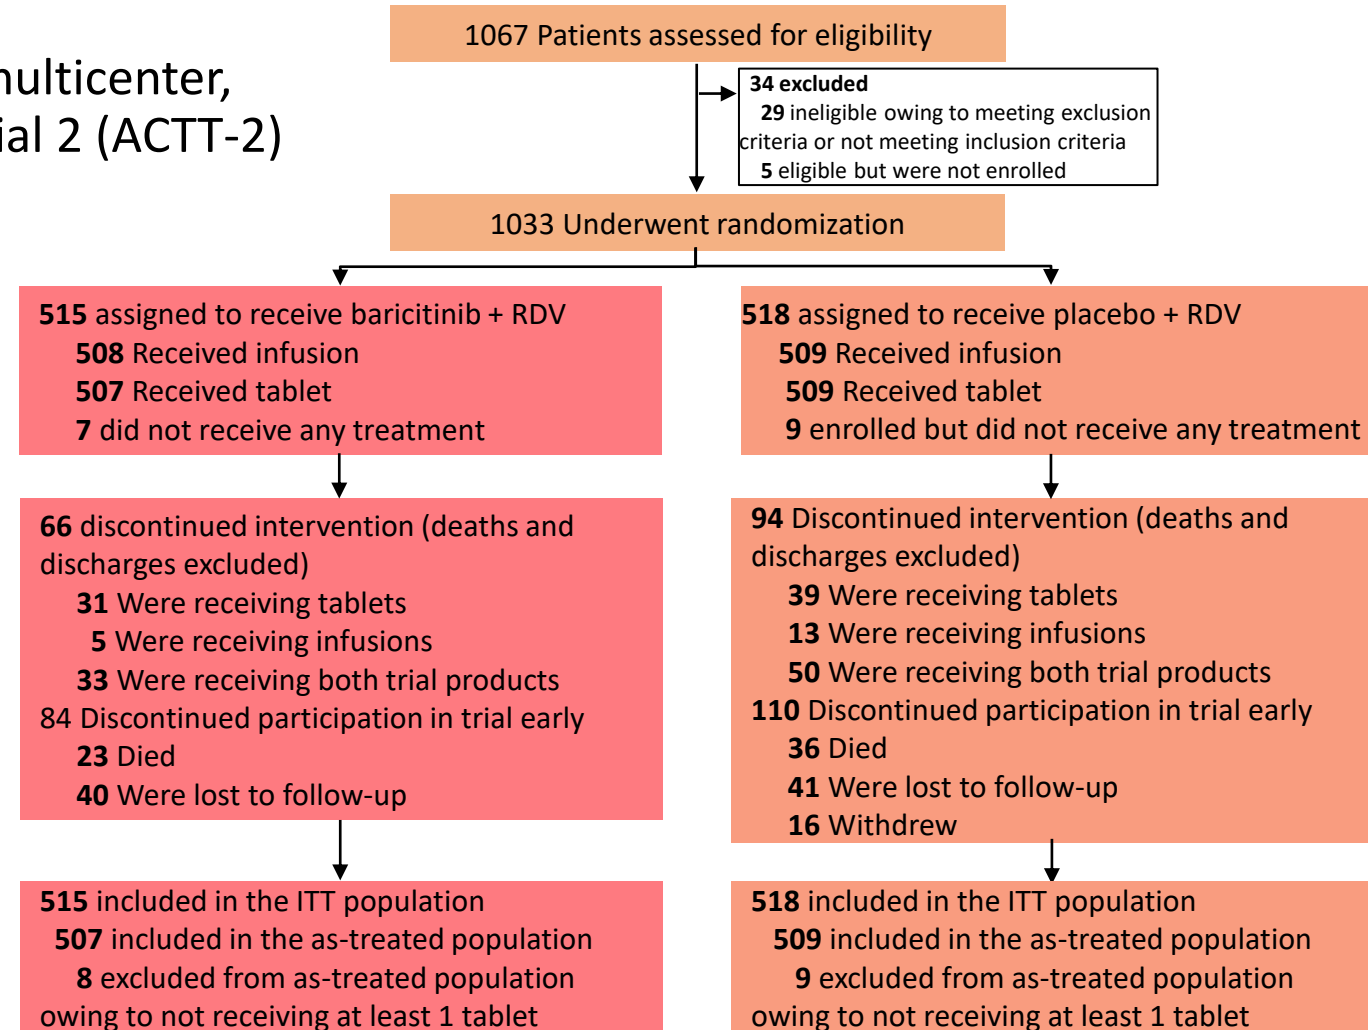 1067 Patients assessed for eligibility
multicenter,
ial 2 (ACTT-2)
34 excluded
29 ineligible owing to meeting exclusion
criteria or not meeting inclusion criteria
5 eligible but were not enrolled
1033 Underwent randomization
515 assigned to receive baricitinib + RDV
508 Received infusion
507 Received tablet
7 did not receive any treatment
518 assigned to receive placebo + RDV
509 Received infusion
509 Received tablet
9 enrolled but did not receive any treatment
66 discontinued intervention (deaths and
discharges excluded)
31 Were receiving tablets
5 Were receiving infusions
33 Were receiving both trial products
84 Discontinued participation in trial early
23 Died
40 Were lost to follow-up
94 Discontinued intervention (deaths and
discharges excluded)
39 Were receiving tablets
13 Were receiving infusions
50 Were receiving both trial products
110 Discontinued participation in trial early
36 Died
41 Were lost to follow-up
16 Withdrew
515 included in the ITT population
507 included in the as-treated population
8 excluded from as-treated population
owing to not receiving at least 1 tablet
518 included in the ITT population
509 included in the as-treated population
9 excluded from as-treated population
owing to not receiving at least 1 tablet